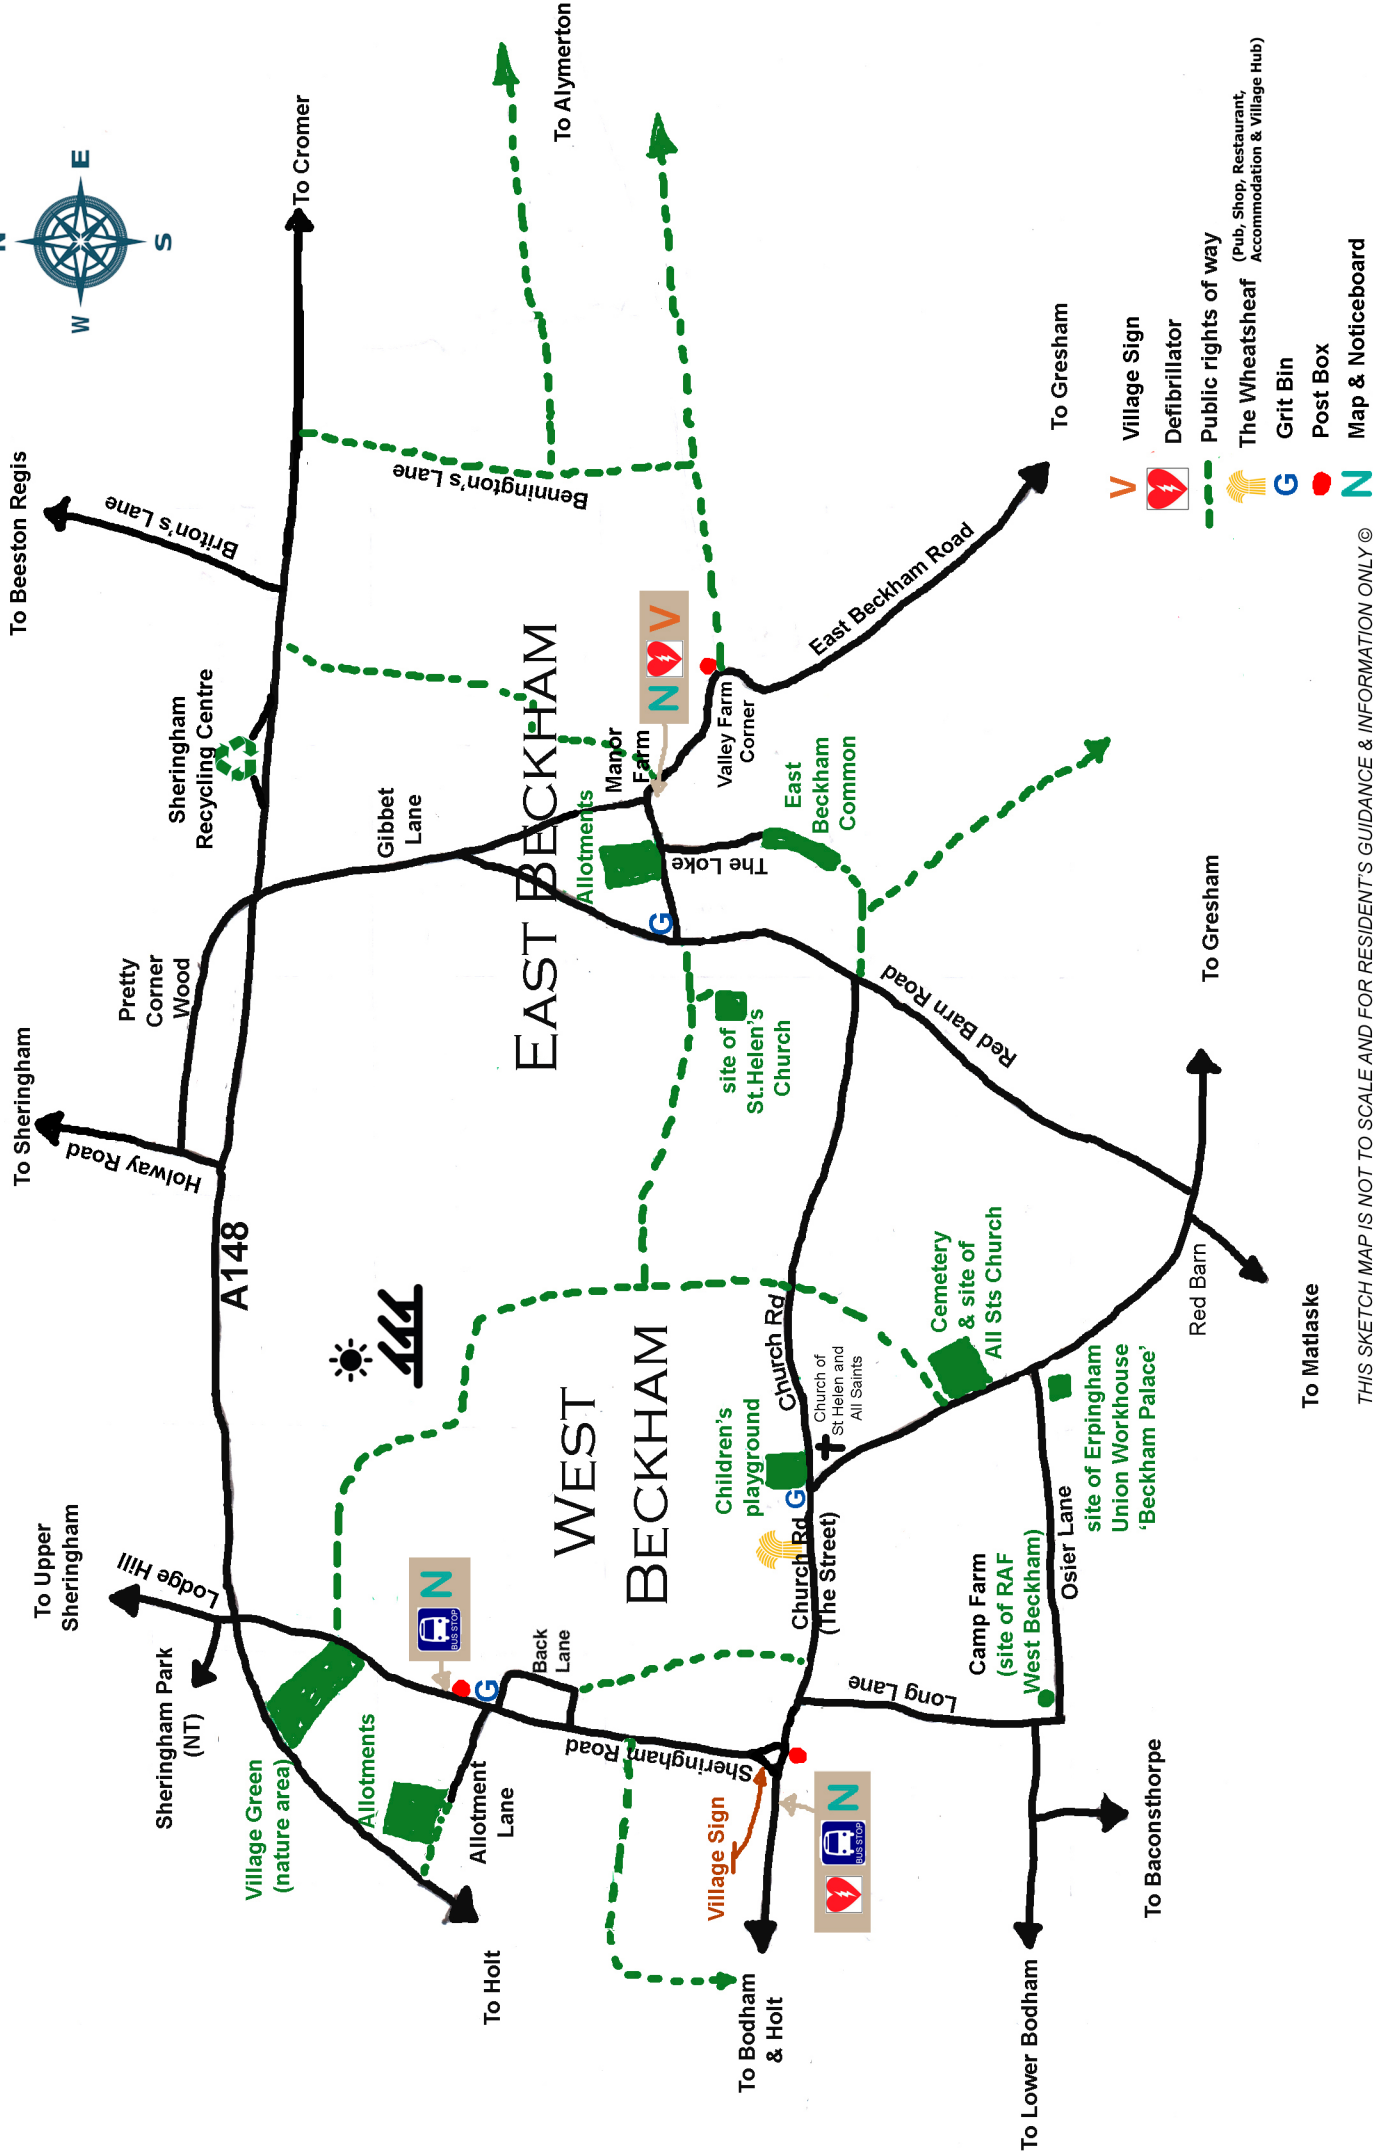 N
W
E
S
To Beeston Regis
To Sheringham
To Upper
Sheringham
To Cromer
Briton's Lane
Sheringham
Recycling Centre
Pretty
Corner
Wood
Holway Road
Lodge Hill
Sheringham Park
(NT)
A148
Gibbet
Lane
Bennington's Lane
To Alymerton
Village Green
(nature area)
Allotments
Allotment
Lane
To Holt
BUS STOP
N
G
Back
Lane
WEST
BECKHAM
EAST BECKHAM
Allotments
Manor
Farm
N
V
G
The Loke
Valley Farm
Corner
East
Beckham
Common
East Beckham Road
To Gresham
site of
St.Helen's
Church
Red Barn Road
Sheringham Road
Village Sign
BUS STOP
N
To Bodham
& Holt
Children's
playground
G
Church Rd
(The Street)
Church Rd
Church of
St Helen and
All Saints
Cemetery
& site of
All Sts Church
Long Lane
Camp Farm
(site of RAF
West Beckham)
Osier Lane
site of Erpingham
Union Workhouse
'Beckham Palace'
Red Barn
To Gresham
To Matlaske
To Lower Bodham
To Baconsthorpe
V Village Sign
Defibrillator
Public rights of way
The Wheatsheaf (Pub, Shop, Restaurant,
Accommodation & Village Hub)
G Grit Bin
Post Box
N Map & Noticeboard
THIS SKETCH MAP IS NOT TO SCALE AND FOR RESIDENT'S GUIDANCE & INFORMATION ONLY ©